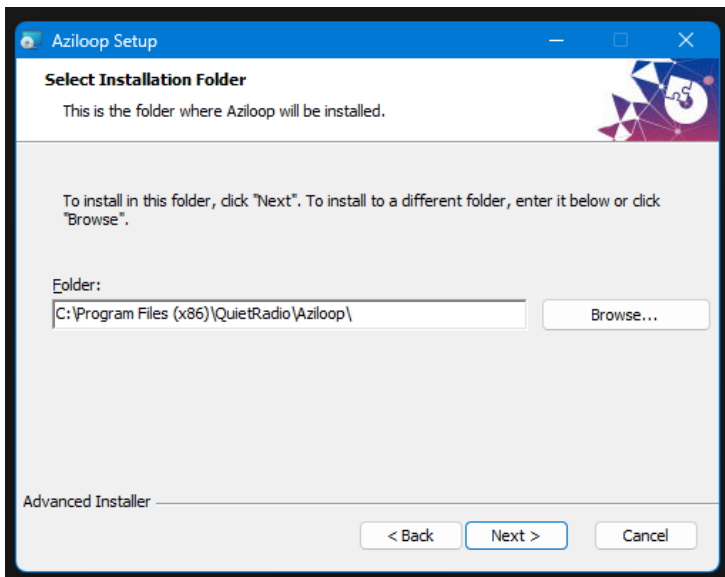 Aziloop Setup
Select Installation Folder
This is the folder where Aziloop will be installed.
To install in this folder, click "Next". To install to a different folder, enter it below or click
"Browse".
Folder:
C:\Program Files (x86)\QuietRadio\Aziloop\
Browse...
Advanced Installer
< Back
Next >
Cancel